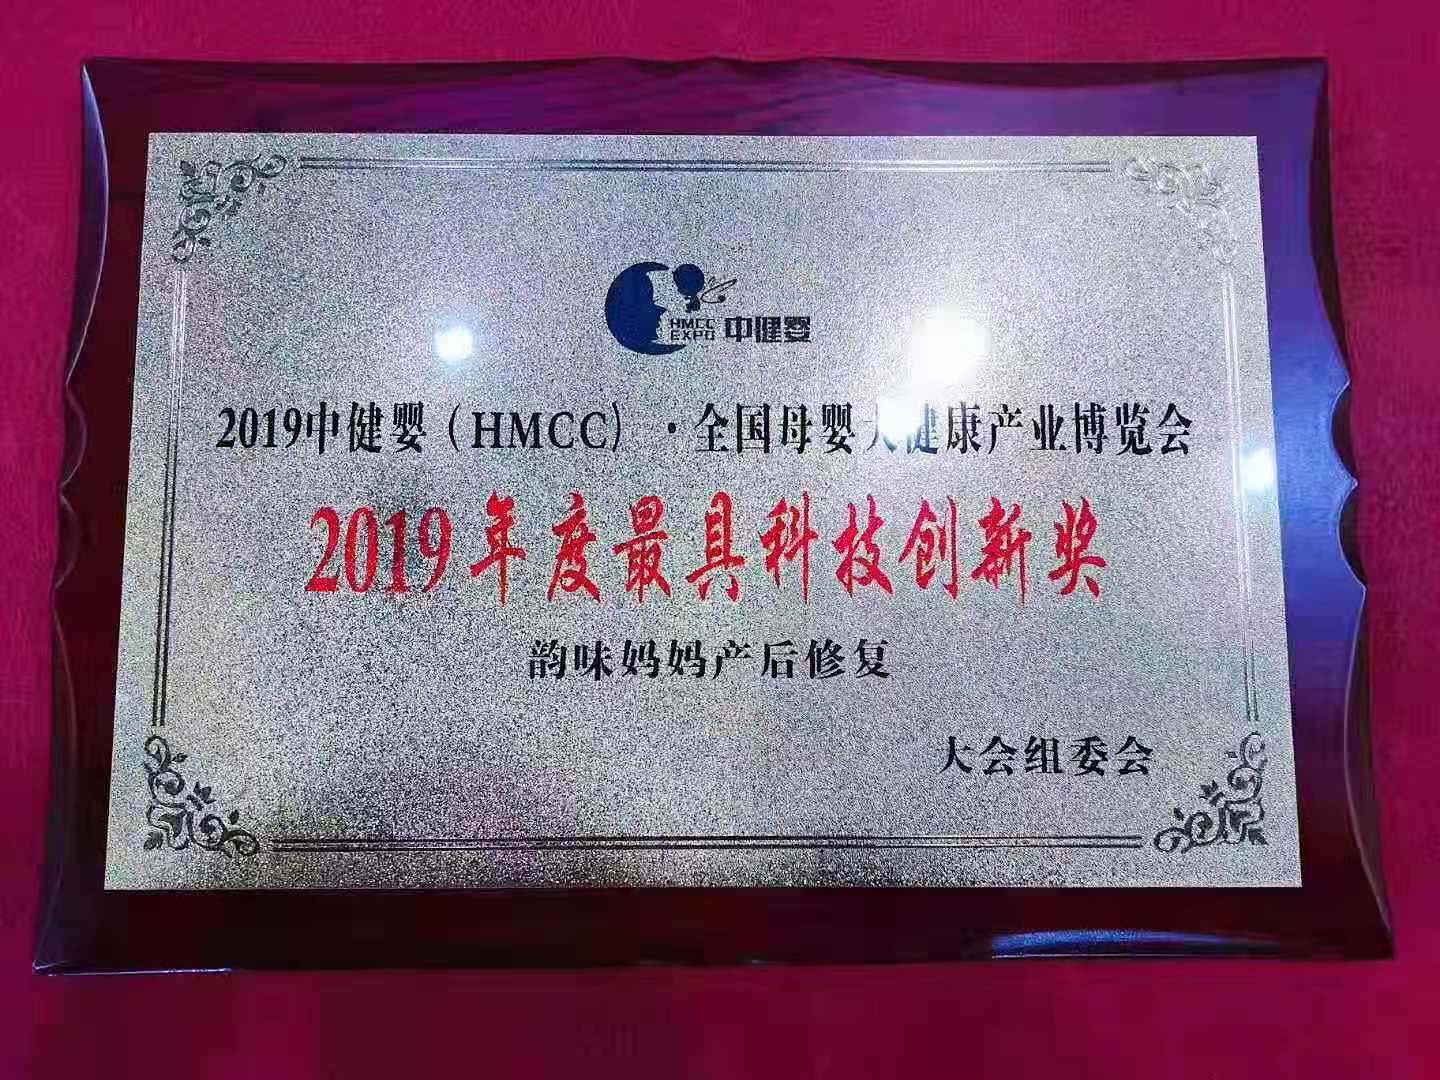 HMCC
EXPO 中健婴
2019中健婴（HMCC）·全国母婴大健康产业博览会
2019年度最具科技创新奖
韵味妈妈产后修复
大会组委会